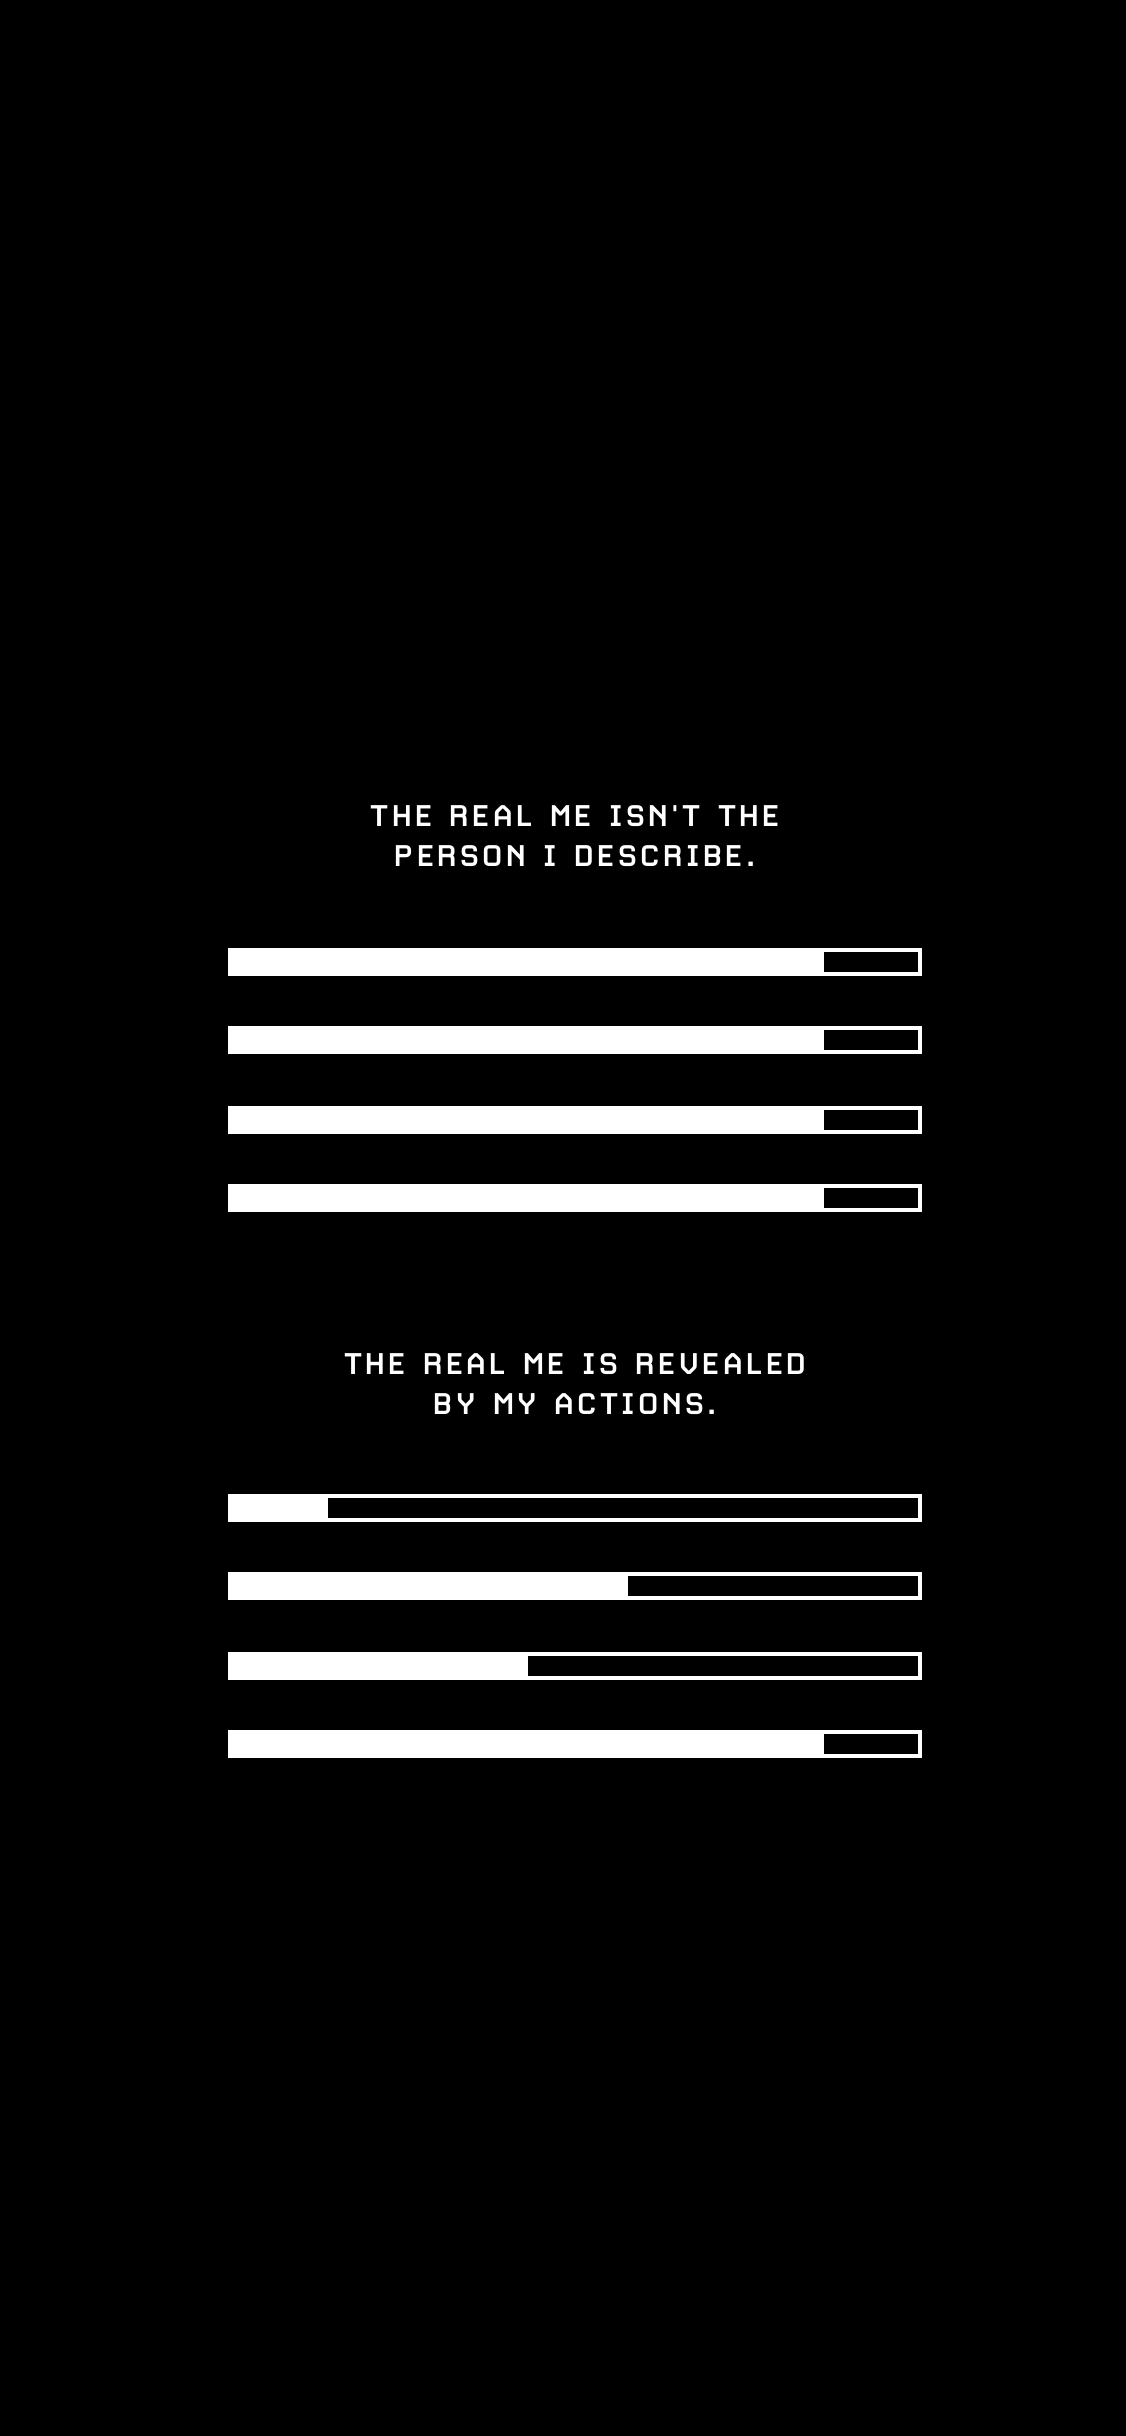 THE REAL ME ISN'T THE
PERSON I DESCRIBE.
THE REAL ME IS REVEALED
BY MY ACTIONS.